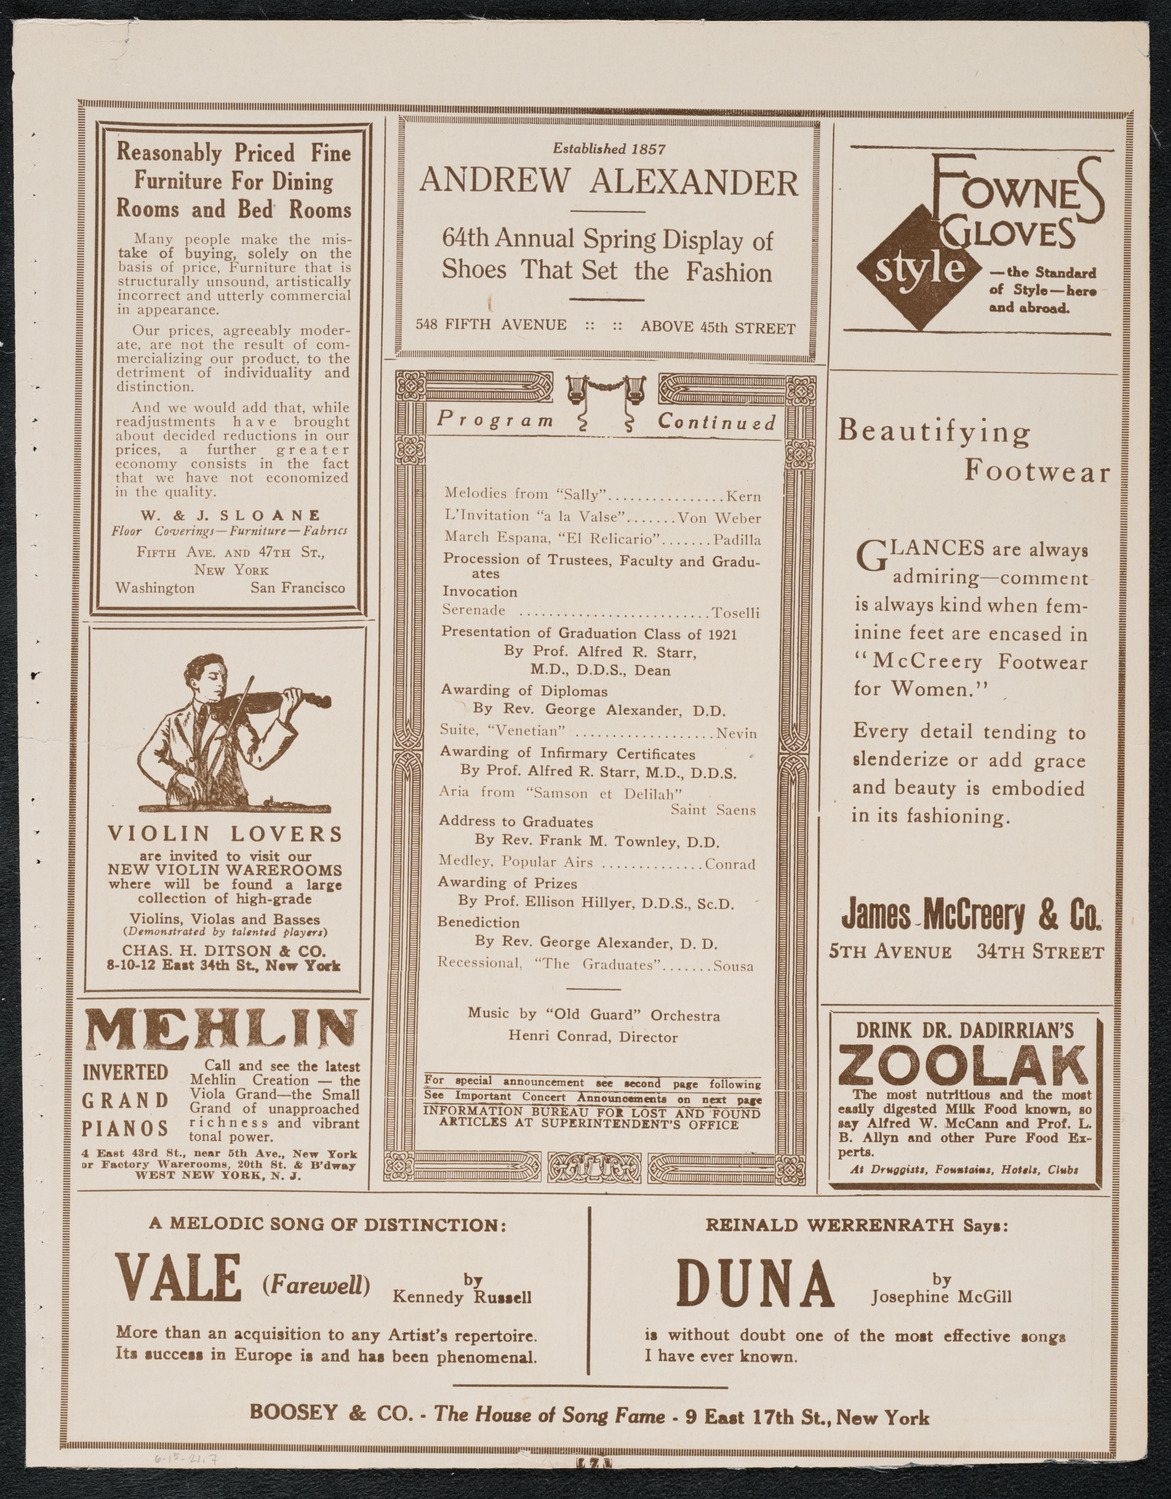 Reasonably Priced Fine
Furniture For Dining
Rooms and Bed Rooms
Many people make the mis-
take of buying, solely on the
basis of price, Furniture that is
structurally unsound, artistically
incorrect and utterly commercial
in appearance.
Our prices, agreeably moder-
ate, are not the result of com-
mercializing our product, to the
detriment of individuality and
distinction.
And we would add that, while
readjustments have brought
about decided reductions in our
prices, a further greater
economy consists in the fact
that we have not economized
in the quality.
W. & J. SLOANE
Floor Coverings—Furniture—Fabrics
FIFTH AVE. AND 47TH ST.,
NEW YORK
Washington San Francisco
VIOLIN LOVERS
are invited to visit our
NEW VIOLIN WAREROOMS
where will be found a large
collection of high-grade
Violins, Violas and Basses
(Demonstrated by talented players)
CHAS. H. DITSON & CO.
8-10-12 East 34th St., New York
MEHLIN
INVERTED
GRAND
PIANOS
Call and see the latest
Mehlin Creation — the
Viola Grand—the Small
Grand of unapproached
richness and vibrant
tonal power.
4 East 43rd St., near 5th Ave., New York
or Factory Warerooms, 20th St. & B'dway
WEST NEW YORK, N. J.
Established 1857
ANDREW ALEXANDER
64th Annual Spring Display of
Shoes That Set the Fashion
548 FIFTH AVENUE :: :: ABOVE 45th STREET
Program Continued
Melodies from "Sally"................Kern
L'Invitation "a la Valse".......Von Weber
March Espana, "El Relicario".......Padilla
Procession of Trustees, Faculty and Gradu-
ates
Invocation
Serenade ........................Toselli
Presentation of Graduation Class of 1921
By Prof. Alfred R. Starr,
M.D., D.D.S., Dean
Awarding of Diplomas
By Rev. George Alexander, D.D.
Suite, "Venetian" ..................Nevin
Awarding of Infirmary Certificates
By Prof. Alfred R. Starr, M.D., D.D.S.
Aria from "Samson et Delilah"
Saint Saens
Address to Graduates
By Rev. Frank M. Townley, D.D.
Medley, Popular Airs .............Conrad
Awarding of Prizes
By Prof. Ellison Hillyer, D.D.S., Sc.D.
Benediction
By Rev. George Alexander, D. D.
Recessional, "The Graduates".......Sousa
Music by "Old Guard" Orchestra
Henri Conrad, Director
For special announcement see second page following
See Important Concert Announcements on next page
INFORMATION BUREAU FOR LOST AND FOUND
ARTICLES AT SUPERINTENDENT'S OFFICE
FOWNES
GLOVES
style
—the Standard
of Style—here
and abroad.
Beautifying
Footwear
GLANCES are always
admiring—comment
is always kind when fem-
inine feet are encased in
"McCreery Footwear
for Women."
Every detail tending to
slenderize or add grace
and beauty is embodied
in its fashioning.
James McCreery & Co.
5TH AVENUE 34TH STREET
DRINK DR. DADIRRIAN'S
ZOOLAK
The most nutritious and the most
easily digested Milk Food known, so
say Alfred W. McCann and Prof. L.
B. Allyn and other Pure Food Ex-
perts.
At Druggists, Fountains, Hotels, Clubs
A MELODIC SONG OF DISTINCTION:
VALE (Farewell) by
Kennedy Russell
More than an acquisition to any Artist's repertoire.
Its success in Europe is and has been phenomenal.
REINALD WERRENRATH Says:
DUNA by
Josephine McGill
is without doubt one of the most effective songs
I have ever known.
BOOSEY & CO. - The House of Song Fame - 9 East 17th St., New York
6-15-21,7
[7]